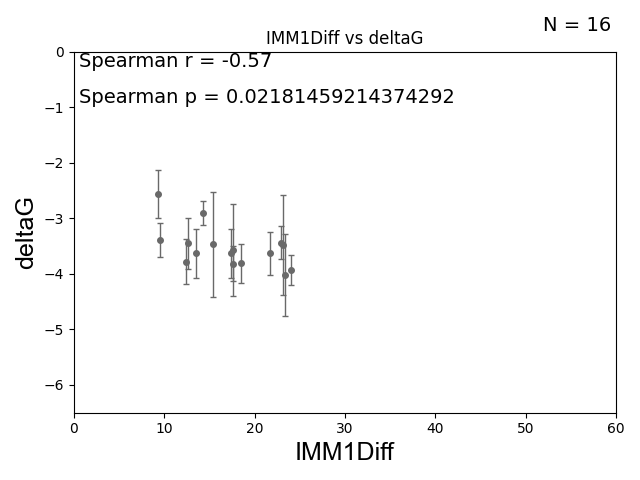 N = 16
IMM1Diff vs deltaG
Spearman r = -0.57
Spearman p = 0.02181459214374292
deltaG
0
−1
−2
−3
−4
−5
−6
0 10 20 30 40 50 60
IMM1Diff